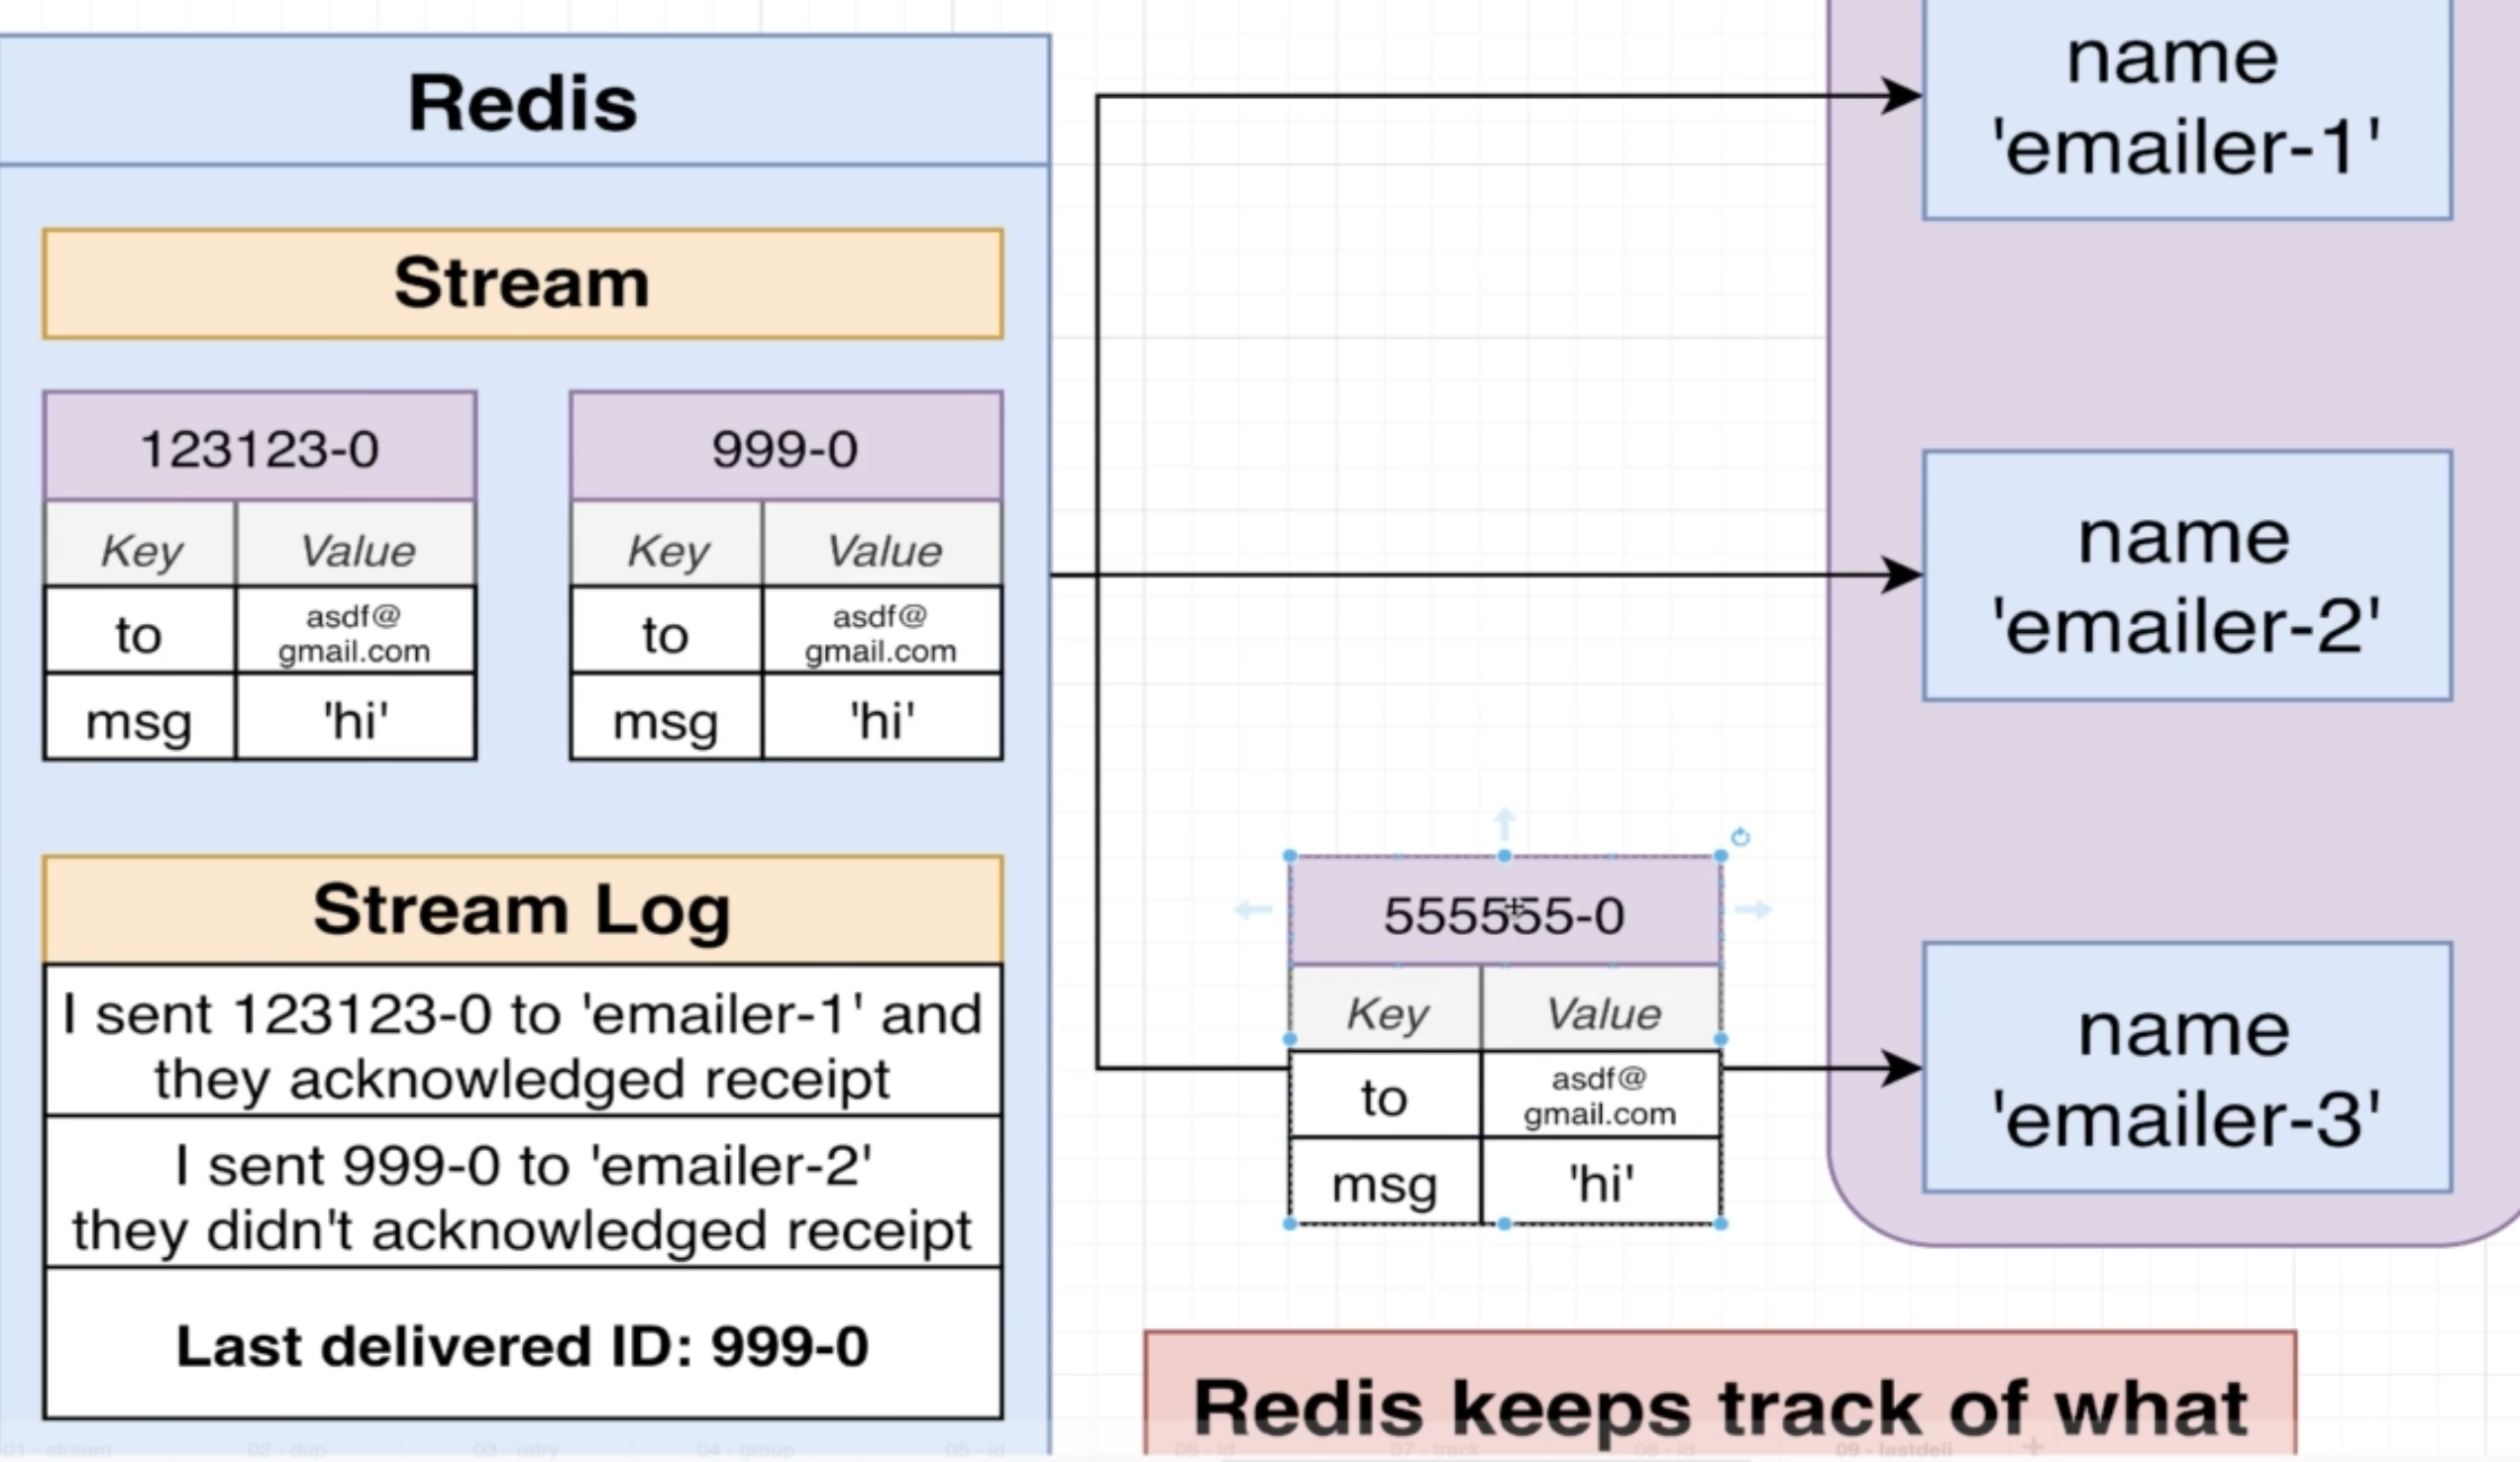 Redis
Stream
123123-0
Key Value
to asdf@
gmail.com
msg 'hi'
999-0
Key Value
to asdf@
gmail.com
msg 'hi'
Stream Log
I sent 123123-0 to 'emailer-1' and
they acknowledged receipt
I sent 999-0 to 'emailer-2'
they didn't acknowledged receipt
Last delivered ID: 999-0
555555-0
Key Value
to asdf@
gmail.com
msg 'hi'
name
'emailer-1'
name
'emailer-2'
name
'emailer-3'
Redis keeps track of what
01 - stream 02 - dup 03 - retry 04 - group 05 - id 06 - id 07 - track 08 - id 09 - lastdeli